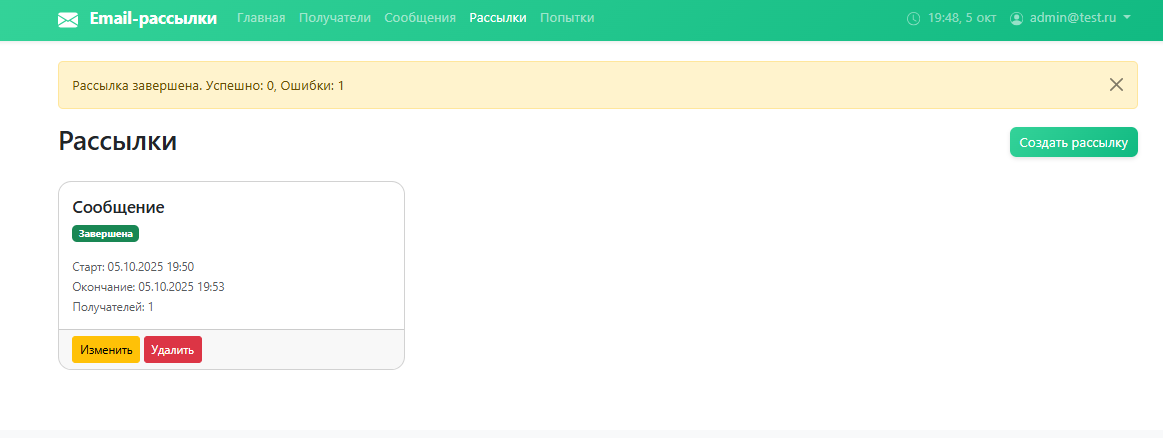 Email-рассылки Главная Получатели Сообщения Рассылки Попытки 19:48, 5 окт admin@test.ru
Рассылка завершена. Успешно: 0, Ошибки: 1
Рассылки
Создать рассылку
Сообщение
Завершена
Старт: 05.10.2025 19:50
Окончание: 05.10.2025 19:53
Получателей: 1
Изменить Удалить